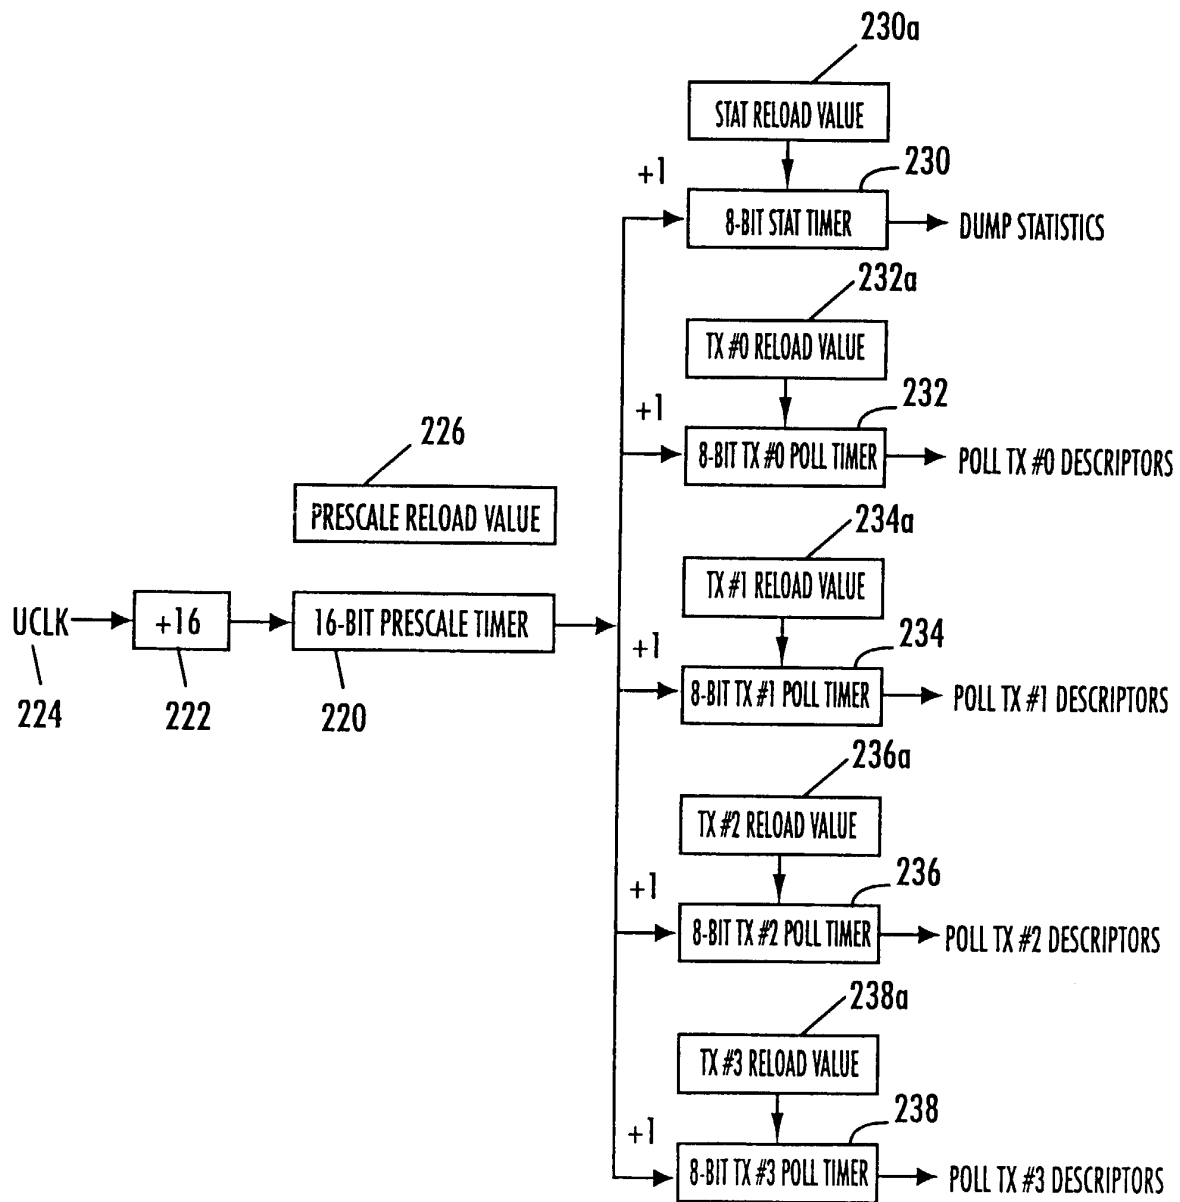 230a
STAT RELOAD VALUE
+1
230
8-BIT STAT TIMER
DUMP STATISTICS
232a
TX #0 RELOAD VALUE
+1
232
8-BIT TX #0 POLL TIMER
POLL TX #0 DESCRIPTORS
226
PRESCALE RELOAD VALUE
234a
TX #1 RELOAD VALUE
UCLK
+16
16-BIT PRESCALE TIMER
224
222
220
+1
234
8-BIT TX #1 POLL TIMER
POLL TX #1 DESCRIPTORS
236a
TX #2 RELOAD VALUE
+1
236
8-BIT TX #2 POLL TIMER
POLL TX #2 DESCRIPTORS
238a
TX #3 RELOAD VALUE
+1
238
8-BIT TX #3 POLL TIMER
POLL TX #3 DESCRIPTORS